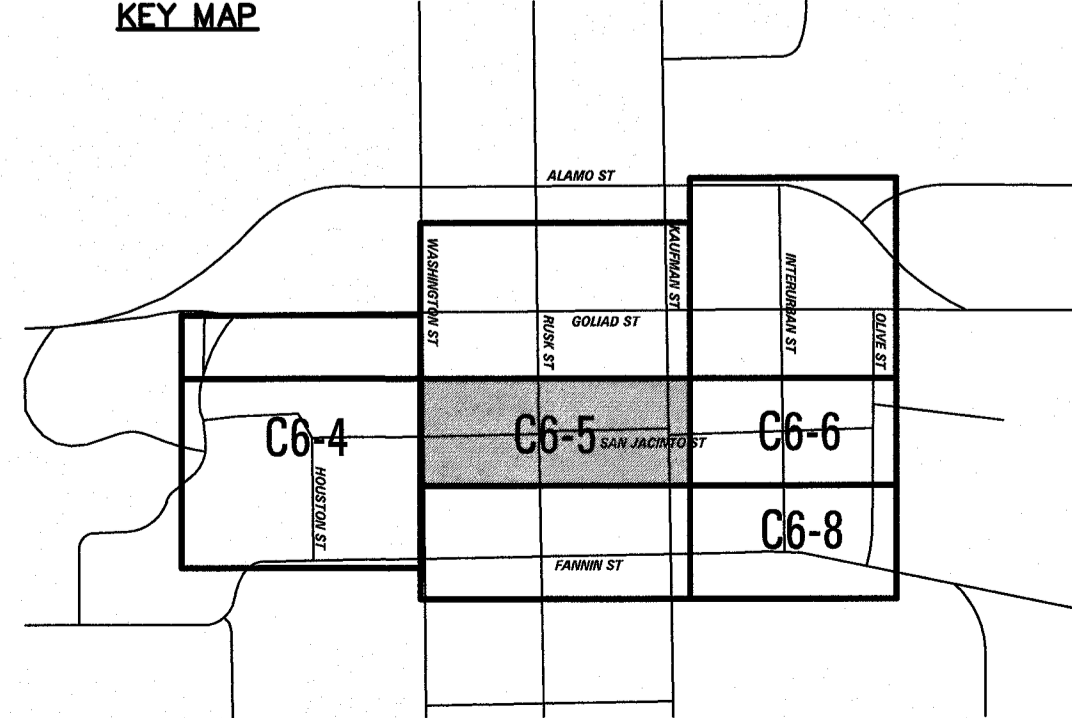 KEY MAP
ALAMO ST
WASHINGTON ST
KAUFMAN ST
INTERURBAN ST
GOLIAD ST
RUSK ST
OLIVE ST
C6-4
C6-5
SAN JACINTO ST
C6-6
HOUSTON ST
C6-8
FANNIN ST